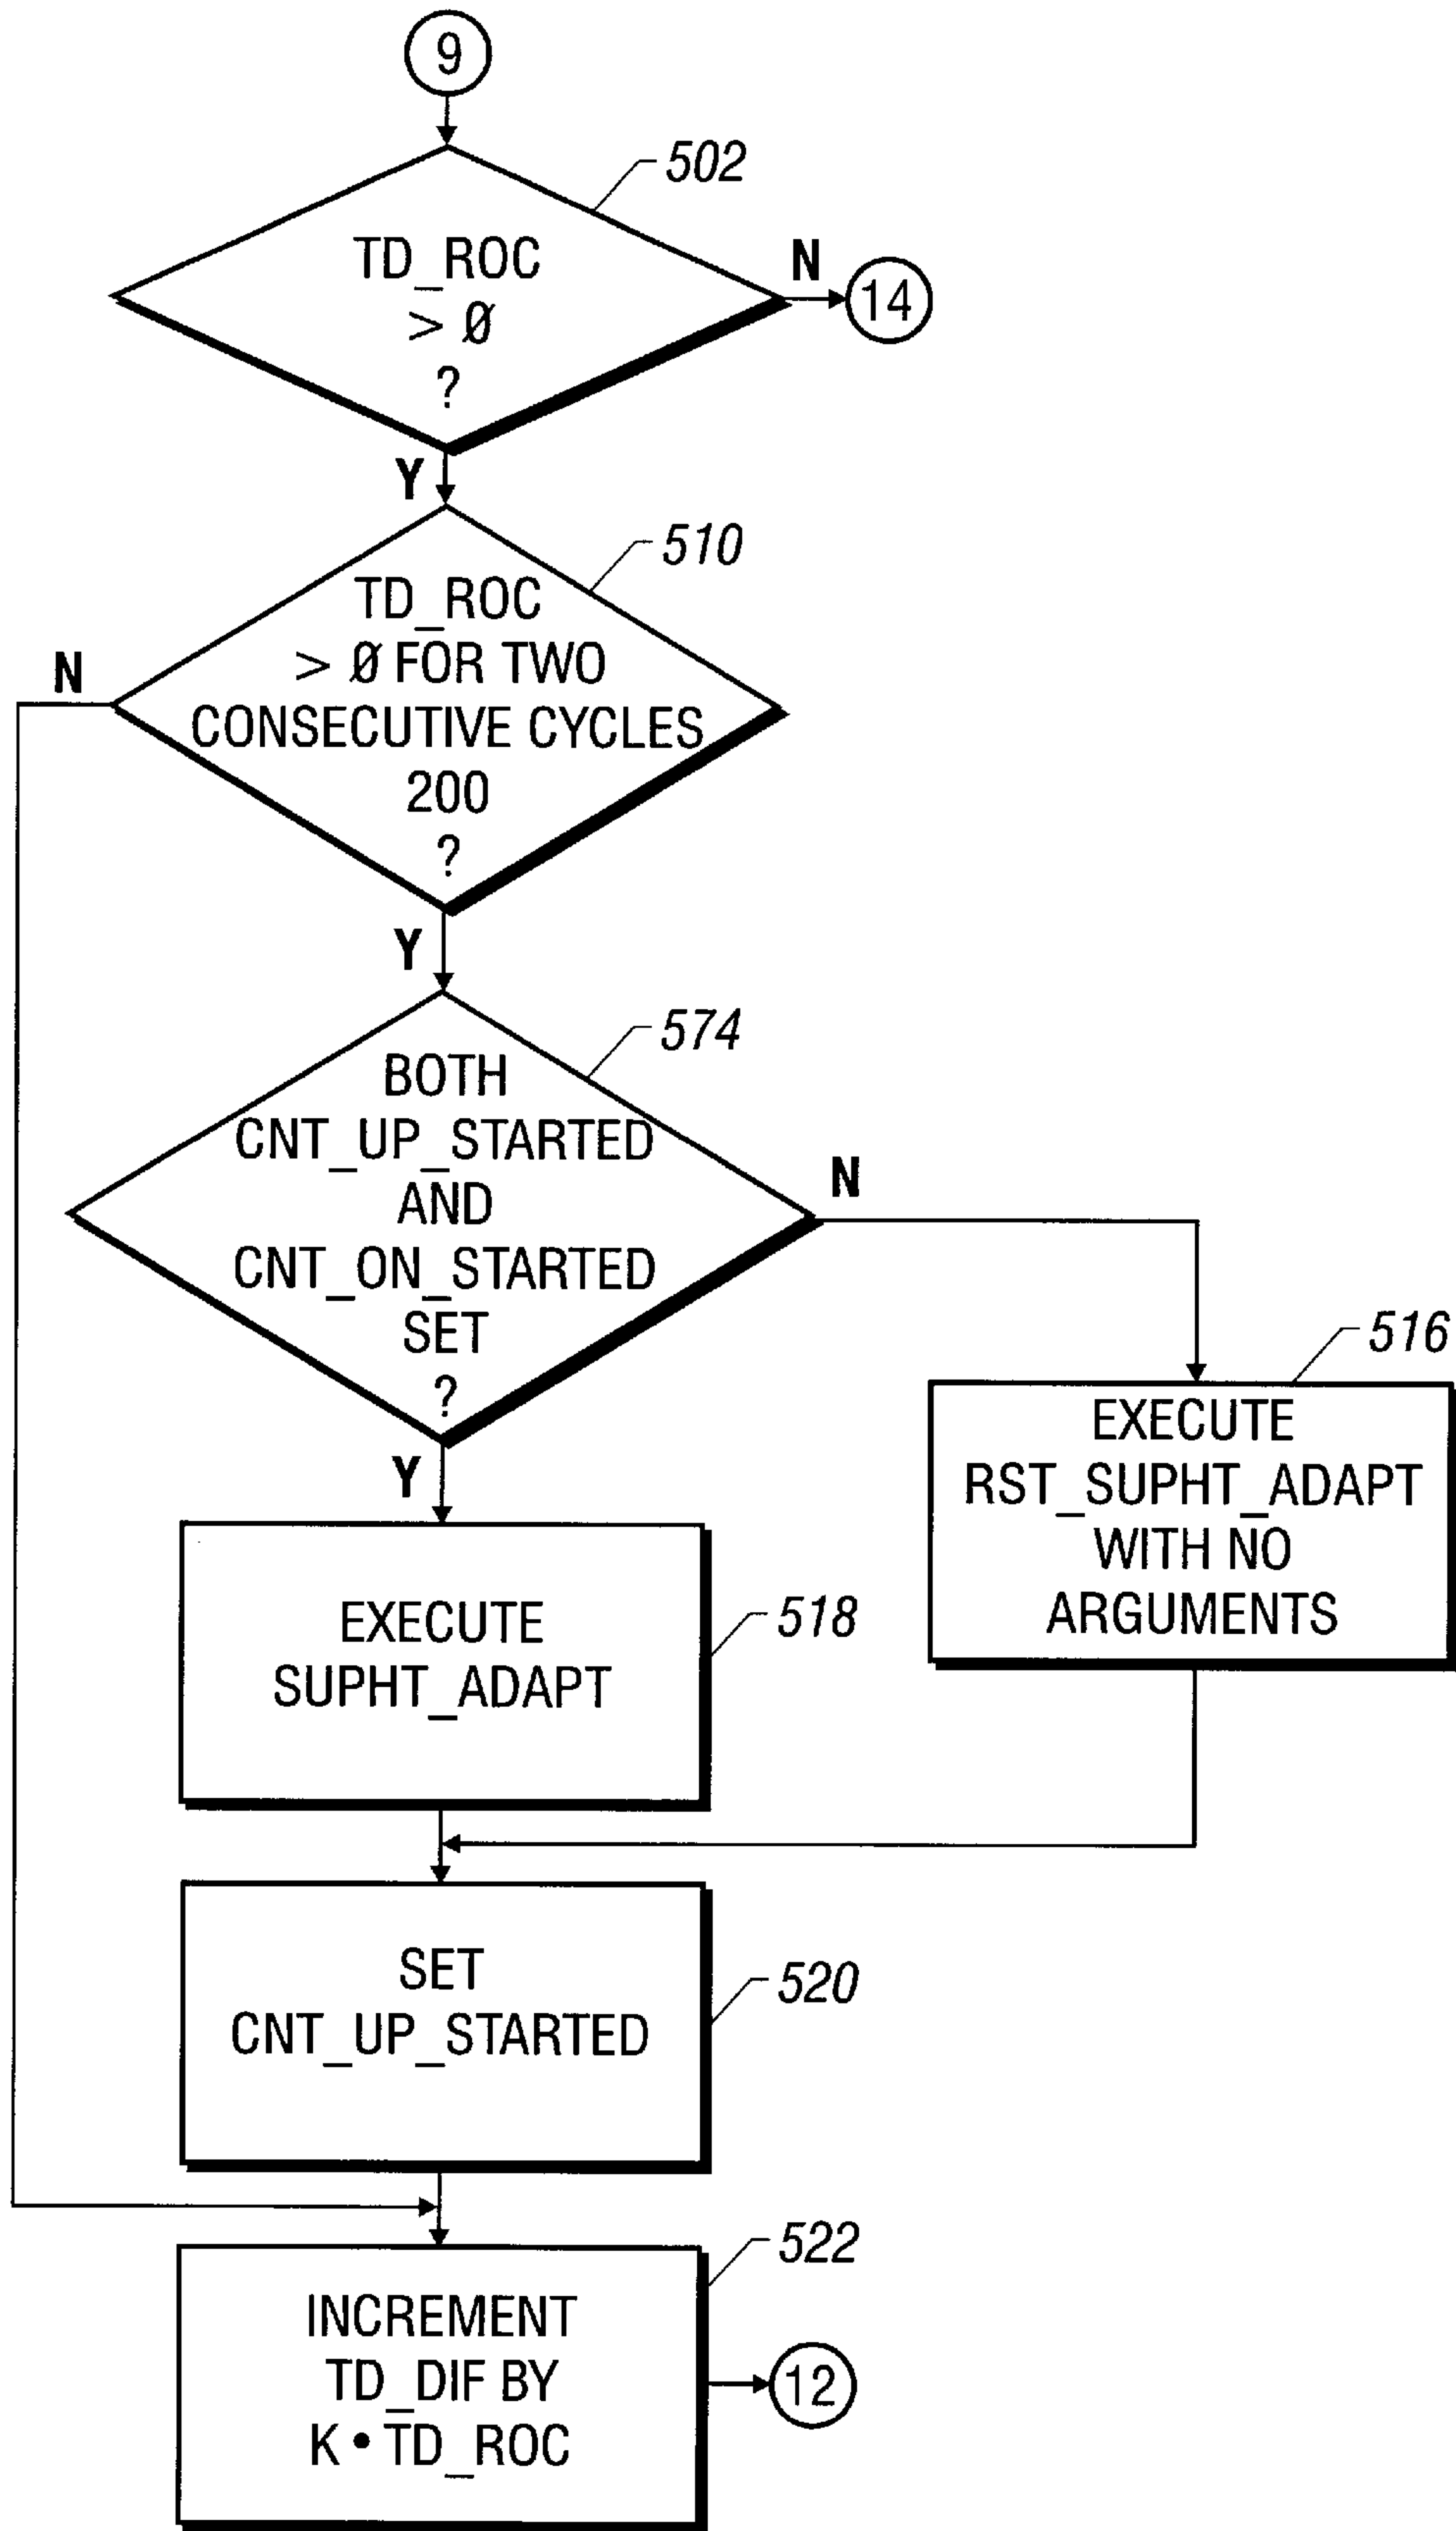 9
502
TD_ROC
> Ø
?
N
14
Y
510
TD_ROC
> Ø FOR TWO
CONSECUTIVE CYCLES
200
?
N
Y
574
BOTH
CNT_UP_STARTED
AND
CNT_ON_STARTED
SET
?
N
Y
516
EXECUTE
RST_SUPHT_ADAPT
WITH NO
ARGUMENTS
518
EXECUTE
SUPHT_ADAPT
520
SET
CNT_UP_STARTED
522
INCREMENT
TD_DIF BY
K • TD_ROC
12